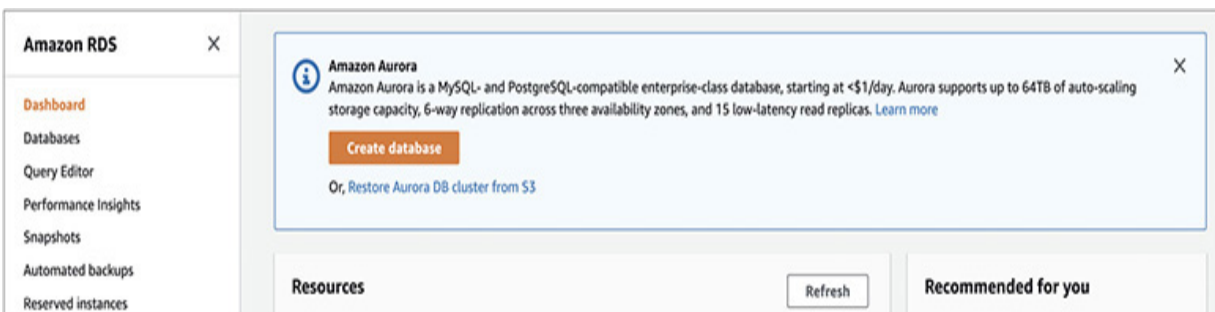 Amazon RDS
Dashboard
Databases
Query Editor
Performance Insights
Snapshots
Automated backups
Reserved instances
Amazon Aurora
Amazon Aurora is a MySQL- and PostgreSQL-compatible enterprise-class database, starting at <$1/day. Aurora supports up to 64TB of auto-scaling
storage capacity, 6-way replication across three availability zones, and 15 low-latency read replicas. Learn more
Create database
Or, Restore Aurora DB cluster from S3
Resources
Refresh
Recommended for you